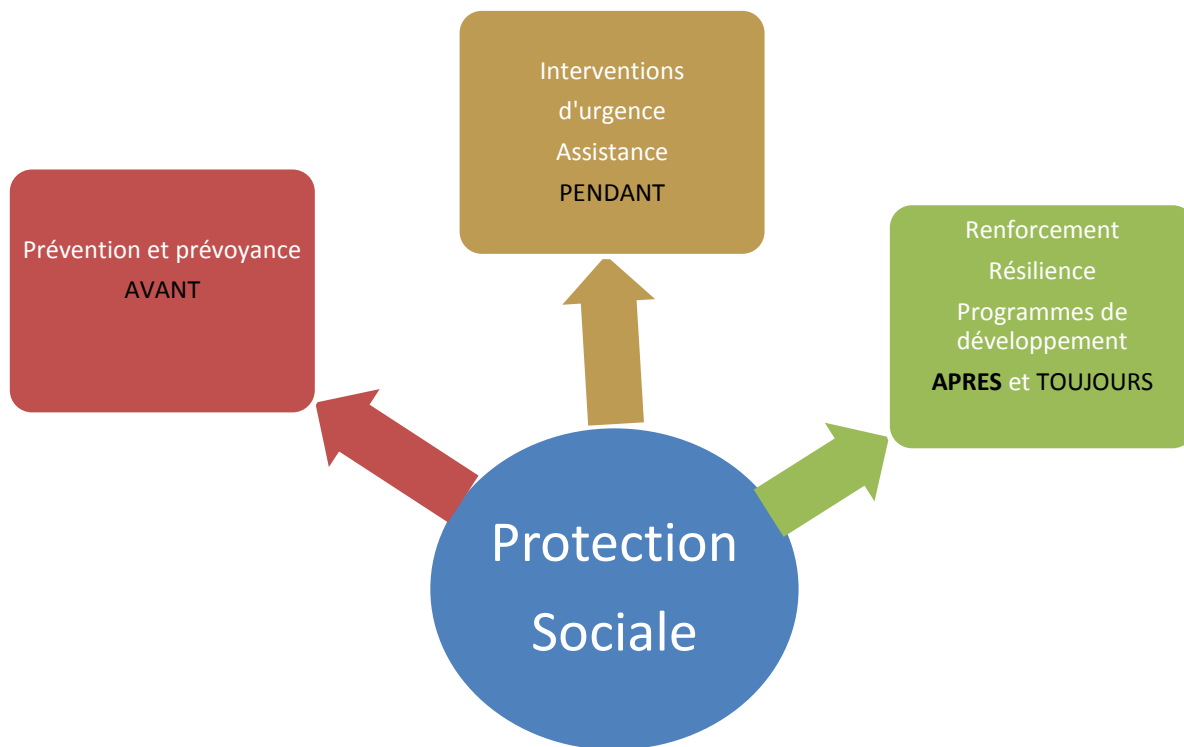 Interventions
d'urgence
Assistance
PENDANT
Prévention et prévoyance
AVANT
Renforcement
Résilience
Programmes de
développement
APRES et TOUJOURS
Protection
Sociale